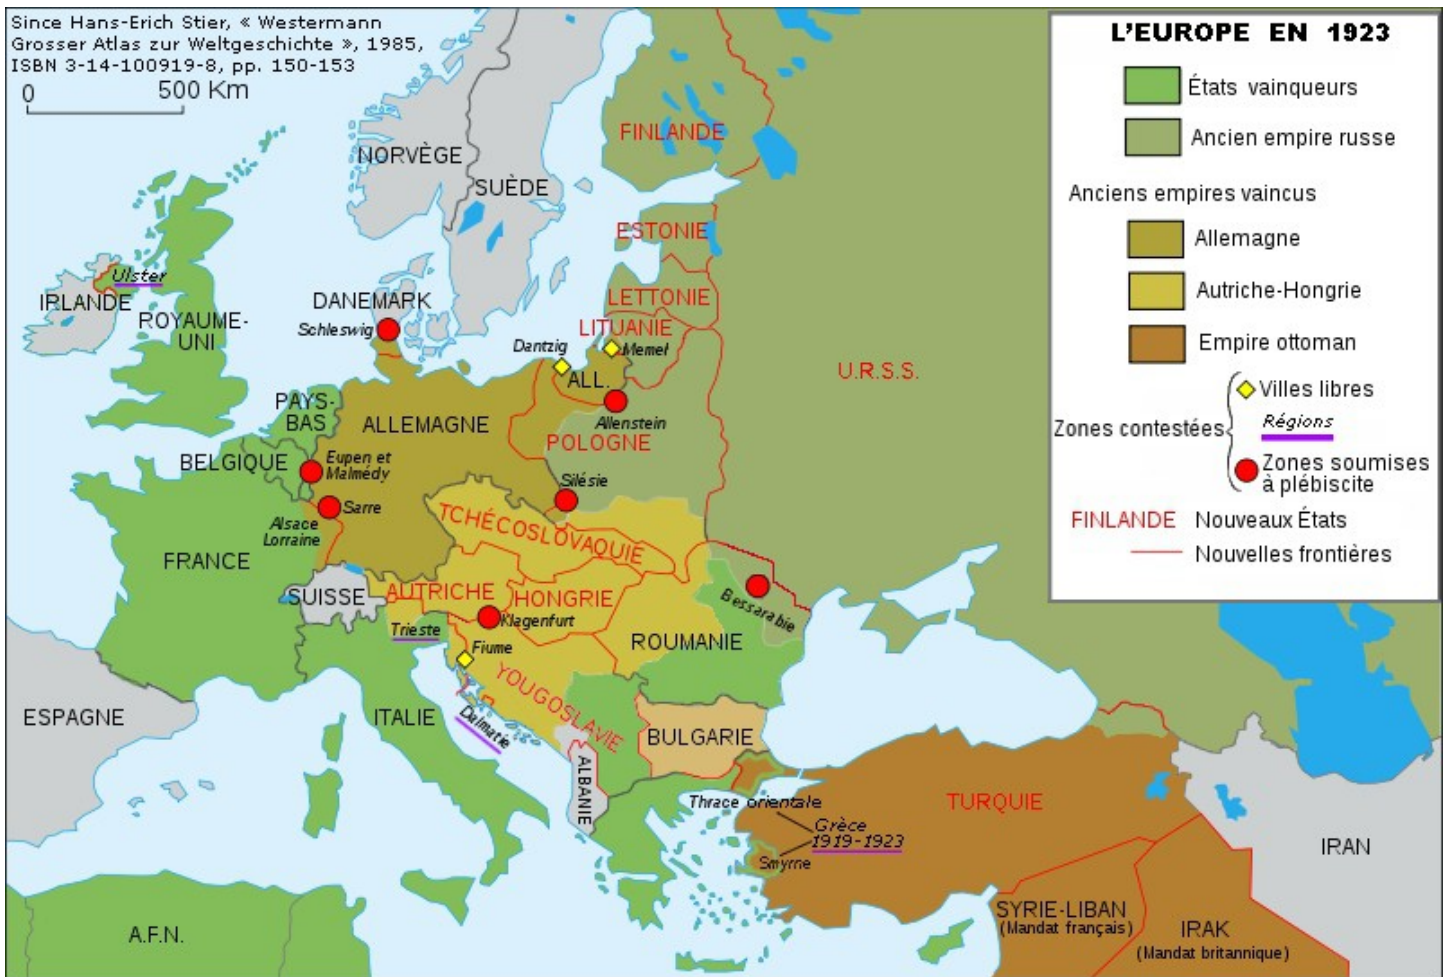 Since Hans-Erich Stier, « Westermann
Grosser Atlas zur Weltgeschichte », 1985,
ISBN 3-14-100919-8, pp. 150-153
0 500 Km
L'EUROPE EN 1923
États vainqueurs
Ancien empire russe
Anciens empires vaincus
Allemagne
Autriche-Hongrie
Empire ottoman
Zones contestées
Villes libres
Régions
Zones soumises
à plébiscite
FINLANDE Nouveaux États
Nouvelles frontières
FINLANDE
NORVÈGE
SUÈDE
ESTONIE
Ulster
IRLANDE
DANEMARK
LETTONIE
ROYAUME-
UNI
Schleswig
LITUANIE
Dantzig
Memel
ALL.
U.R.S.S.
PAYS-
BAS
ALLEMAGNE
Allenstein
POLOGNE
BELGIQUE
Eupen et
Malmédy
Silésie
Sarre
Alsace
Lorraine
TCHÉCOSLOVAQUIE
FRANCE
SUISSE
AUTRICHE
HONGRIE
Bessarabie
Klagenfurt
Trieste
Fiume
ROUMANIE
YOUGOSLAVIE
ESPAGNE
ITALIE
Dalmatie
BULGARIE
ALBANIE
Thrace orientale
TURQUIE
Grèce
1919-1923
Smyrne
IRAN
SYRIE-LIBAN
(Mandat français)
IRAK
(Mandat britannique)
A.F.N.